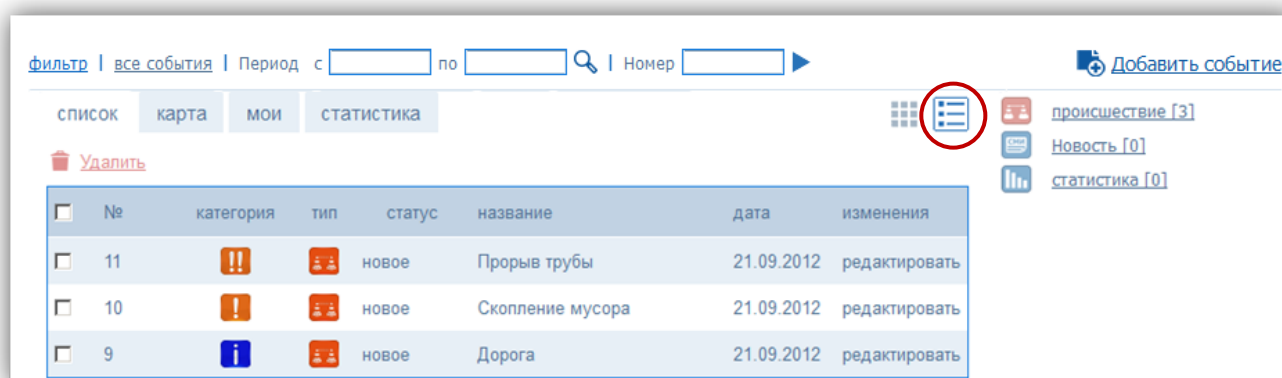 фильтр | все события | Период с по | Номер
Добавить событие
список карта мои статистика
происшествие [3]
Новость [0]
статистика [0]
Удалить
№ категория тип статус название дата изменения
11 !! новое Прорыв трубы 21.09.2012 редактировать
10 ! новое Скопление мусора 21.09.2012 редактировать
9 i новое Дорога 21.09.2012 редактировать